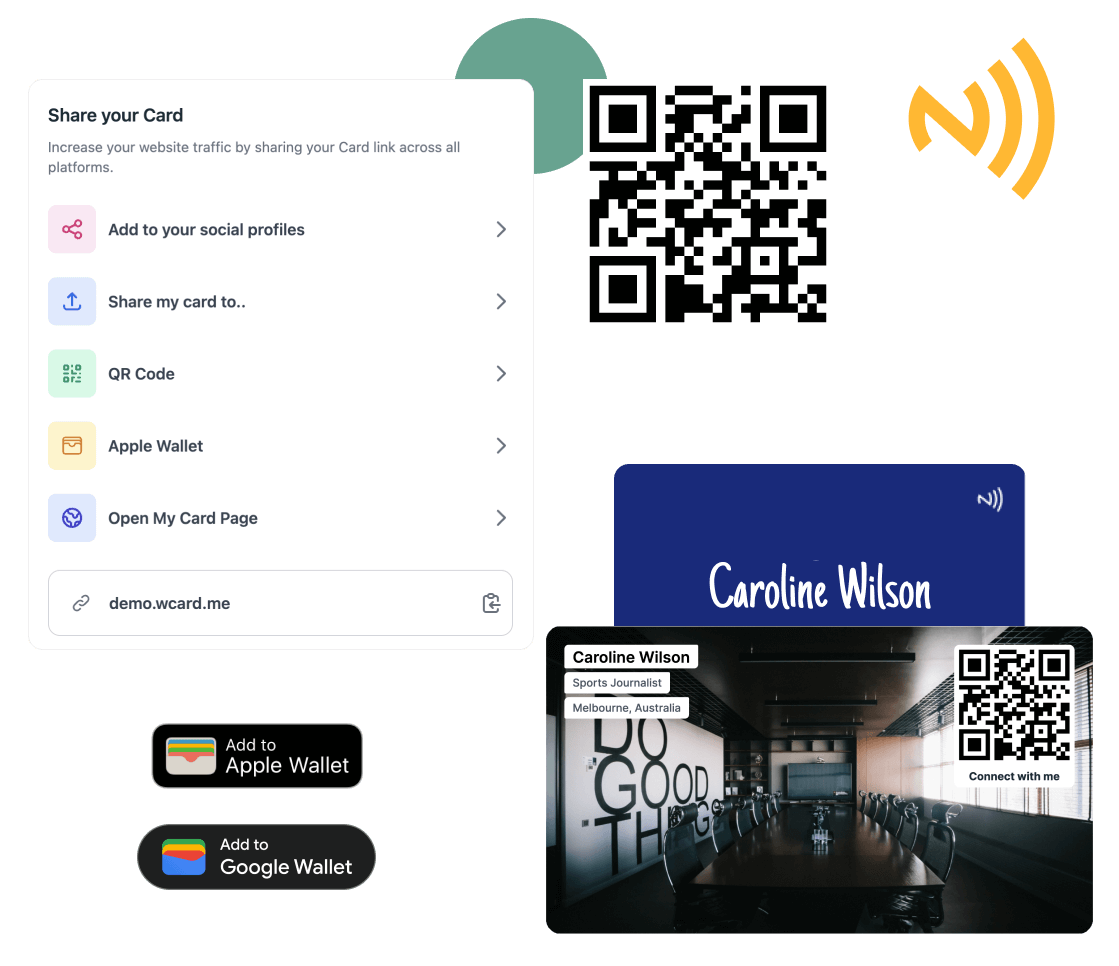 Share your Card
Increase your website traffic by sharing your Card link across all
platforms.
Add to your social profiles
Share my card to..
QR Code
Apple Wallet
Open My Card Page
demo.wcard.me
Add to
Apple Wallet
Add to
Google Wallet
Caroline Wilson
Caroline Wilson
Sports Journalist
Melbourne, Australia
Connect with me
DO
GOOD
THINGS